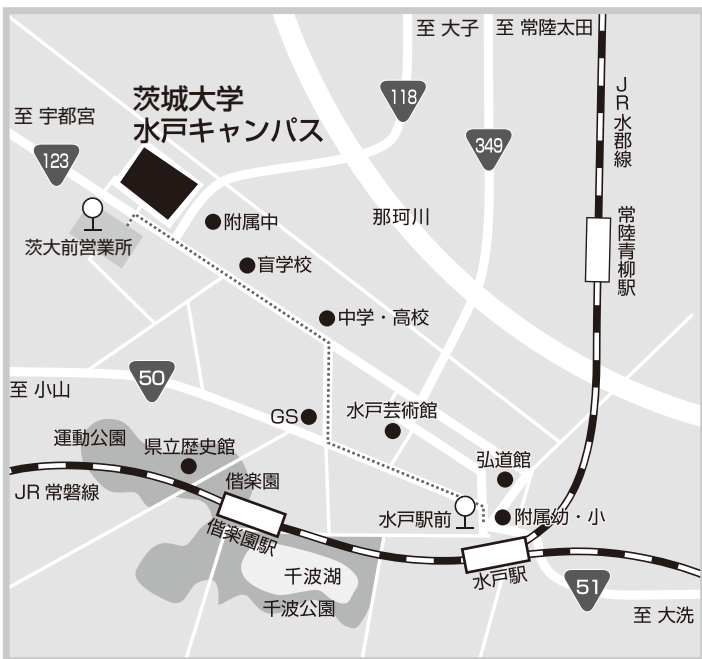 至 大子
至 常陸太田
JR水郡線
118
茨城大学
水戸キャンパス
至 宇都宮
123
349
那珂川
常陸青柳駅
附属中
茨大前営業所
盲学校
中学・高校
50
至 小山
GS
水戸芸術館
運動公園
県立歴史館
弘道館
偕楽園
JR 常磐線
水戸駅前
附属幼・小
偕楽園駅
千波湖
水戸駅
51
千波公園
至 大洗